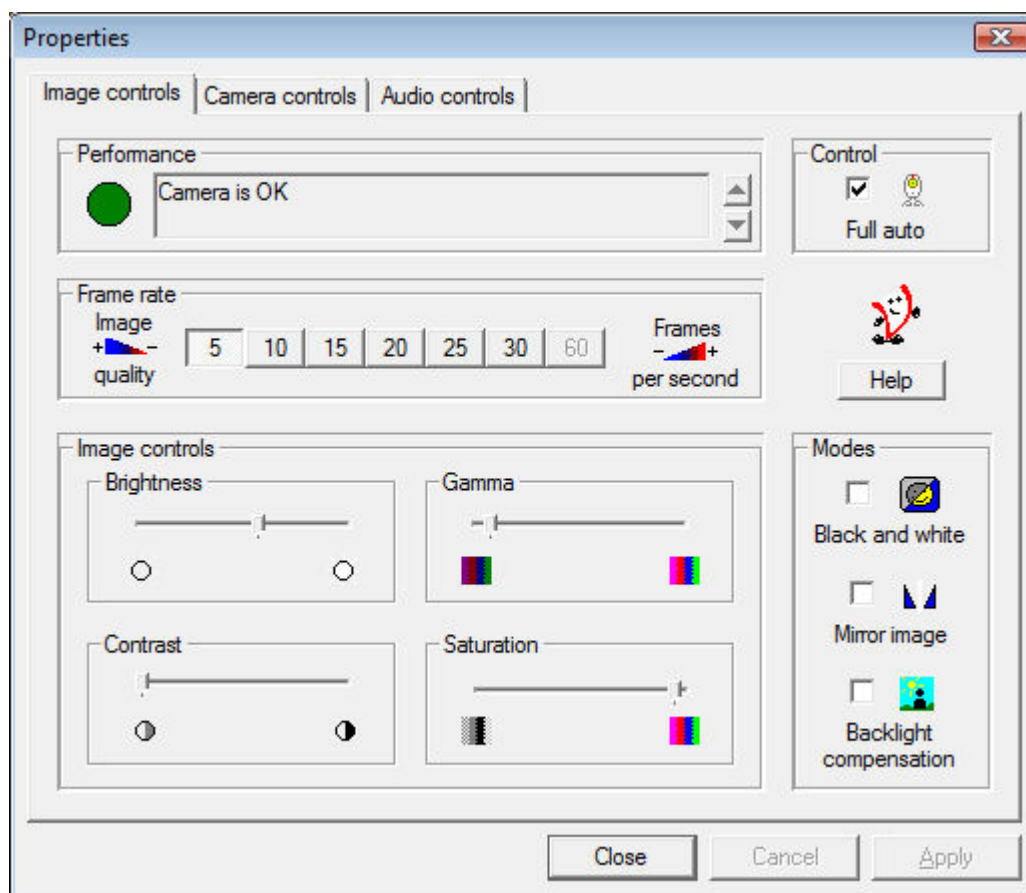 Properties
Image controls
Camera controls
Audio controls
Performance
Camera is OK
Control
Full auto
Frame rate
Image
+ -
quality
5
10
15
20
25
30
60
Frames
- +
per second
Help
Image controls
Brightness
Gamma
Contrast
Saturation
Modes
Black and white
Mirror image
Backlight
compensation
Close
Cancel
Apply